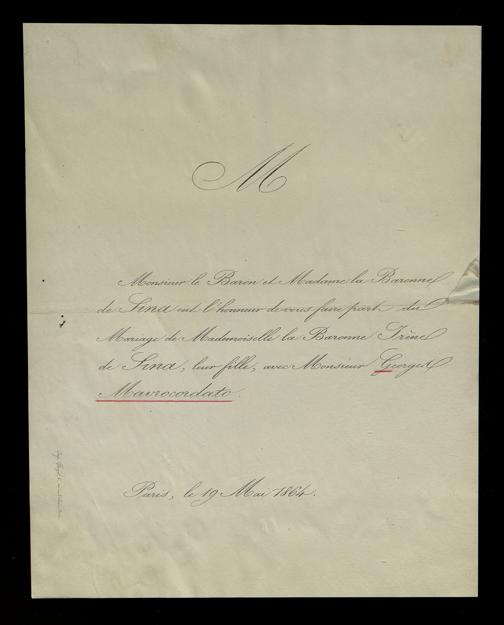 M
Monsieur le Baron et Madame la Baronne
de Sina ont l'honneur de vous faire part du
Mariage de Mademoiselle la Baronne Irène
de Sina, leur fille, avec Monsieur Georges
Mavrocordato.
Paris, le 19 Mai 1864.